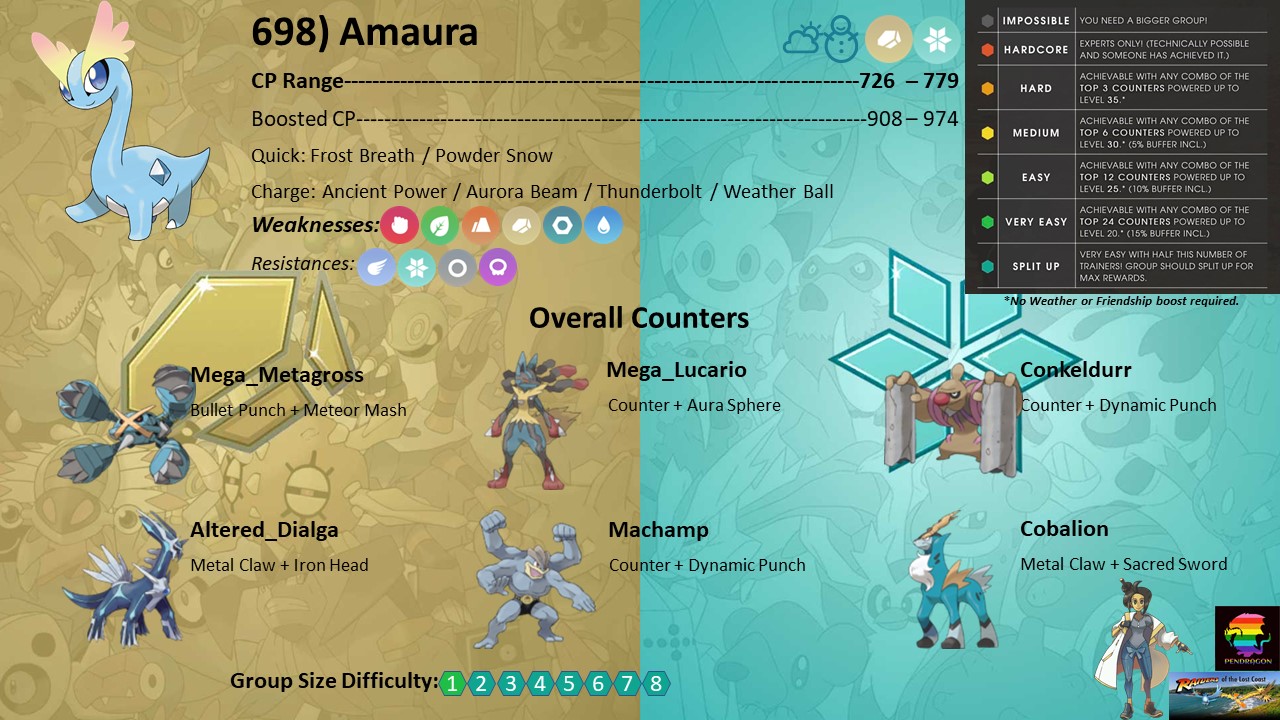 698) Amaura
CP Range---726 – 779
Boosted CP---908 – 974
Quick: Frost Breath / Powder Snow
Charge: Ancient Power / Aurora Beam / Thunderbolt / Weather Ball
Weaknesses:
Resistances:
IMPOSSIBLE YOU NEED A BIGGER GROUP!
HARDCORE EXPERTS ONLY! (TECHNICALLY POSSIBLE
AND SOMEONE HAS ACHIEVED IT.)
HARD ACHIEVABLE WITH ANY COMBO OF THE
TOP 3 COUNTERS POWERED UP TO
LEVEL 35.*
MEDIUM ACHIEVABLE WITH ANY COMBO OF THE
TOP 6 COUNTERS POWERED UP TO
LEVEL 30.* (5% BUFFER INCL.)
EASY ACHIEVABLE WITH ANY COMBO OF THE
TOP 12 COUNTERS POWERED UP TO
LEVEL 25.* (10% BUFFER INCL.)
VERY EASY ACHIEVABLE WITH ANY COMBO OF THE
TOP 24 COUNTERS POWERED UP TO
LEVEL 20.* (15% BUFFER INCL.)
SPLIT UP VERY EASY WITH HALF THIS NUMBER OF
TRAINERS! GROUP SHOULD SPLIT UP FOR
MAX REWARDS.
*No Weather or Friendship boost required.
Overall Counters
Mega_Metagross
Bullet Punch + Meteor Mash
Mega_Lucario
Counter + Aura Sphere
Conkeldurr
Counter + Dynamic Punch
Altered_Dialga
Metal Claw + Iron Head
Machamp
Counter + Dynamic Punch
Cobalion
Metal Claw + Sacred Sword
Group Size Difficulty: 1 2 3 4 5 6 7 8
PENDRAGON
RAIDERS of the Lost Coast